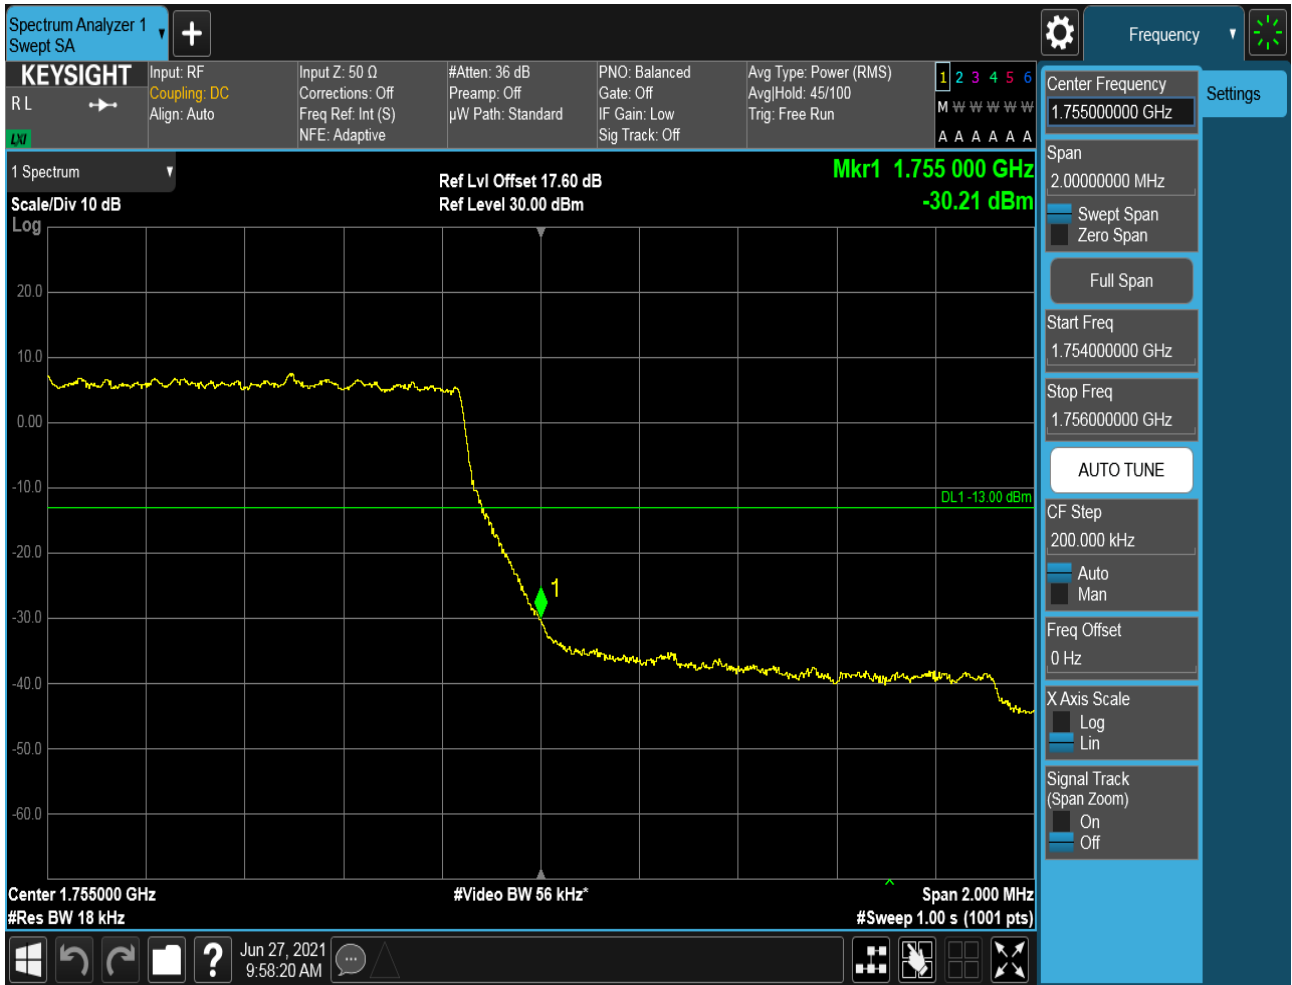 Spectrum Analyzer 1
Swept SA
Frequency
KEYSIGHT
R L
LXI
Input: RF
Coupling: DC
Align: Auto
Input Z: 50 Ω
Corrections: Off
Freq Ref: Int (S)
NFE: Adaptive
#Atten: 36 dB
Preamp: Off
µW Path: Standard
PNO: Balanced
Gate: Off
IF Gain: Low
Sig Track: Off
Avg Type: Power (RMS)
Avg|Hold: 45/100
Trig: Free Run
1 2 3 4 5 6
M W W W W W
A A A A A A
1 Spectrum
Scale/Div 10 dB
Log
Ref Lvl Offset 17.60 dB
Ref Level 30.00 dBm
Mkr1 1.755 000 GHz
-30.21 dBm
20.0
10.0
0.00
-10.0
DL1 -13.00 dBm
-20.0
1
-30.0
-40.0
-50.0
-60.0
Center 1.755000 GHz
#Video BW 56 kHz*
Span 2.000 MHz
#Res BW 18 kHz
#Sweep 1.00 s (1001 pts)
Jun 27, 2021
9:58:20 AM
?
Center Frequency
1.755000000 GHz
Settings
Span
2.00000000 MHz
Swept Span
Zero Span
Full Span
Start Freq
1.754000000 GHz
Stop Freq
1.756000000 GHz
AUTO TUNE
CF Step
200.000 kHz
Auto
Man
Freq Offset
0 Hz
X Axis Scale
Log
Lin
Signal Track
(Span Zoom)
On
Off